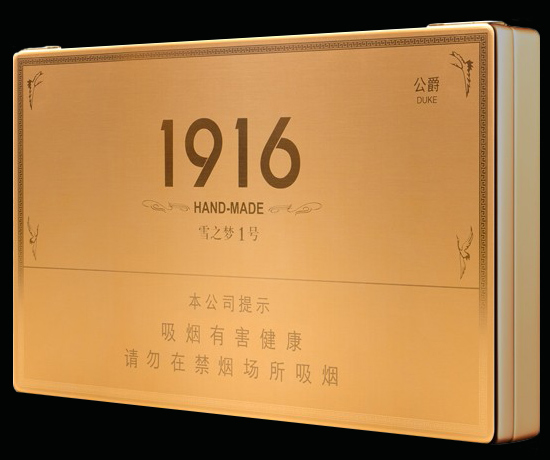 公爵
DUKE
1916
HAND-MADE
雪之梦1号
本公司提示
吸烟有害健康
请勿在禁烟场所吸烟